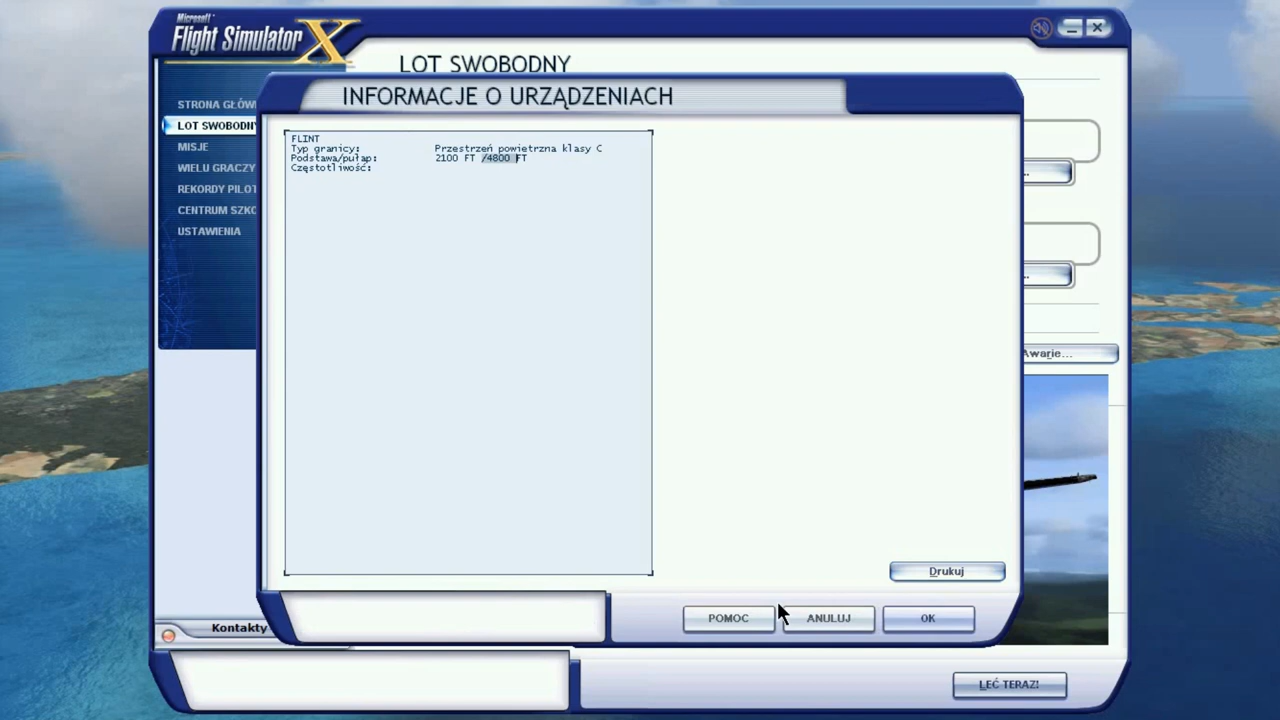 Microsoft
Flight Simulator X
LOT SWOBODNY
INFORMACJE O URZĄDZENIACH
STRONA GŁÓW
LOT SWOBODNY
MISJE
WIELU GRACZY
REKORDY PILOT
CENTRUM SZKO
USTAWIENIA
FLINT
Typ granicy: Przestrzeń powietrzna klasy C
Podstawa/pułap: 2100 FT /4800 FT
Częstotliwość:
...
...
Awarie...
Drukuj
POMOC
ANULUJ
OK
Kontakty
LEĆ TERAZ!